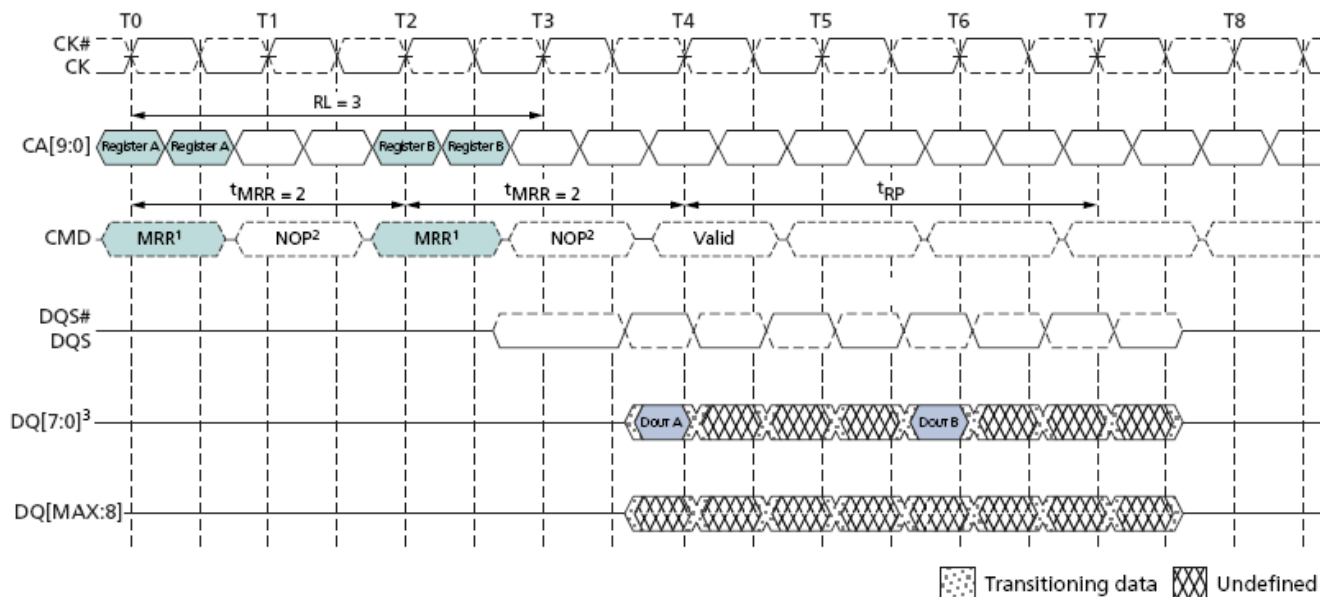 T0 T1 T2 T3 T4 T5 T6 T7 T8
CK#
CK
RL = 3
CA[9:0] Register A Register A Register B Register B
tMRR = 2 tMRR = 2 tRP
CMD MRR¹ NOP² MRR¹ NOP² Valid
DQS#
DQS
DQ[7:0]³ DOUT A DOUT B
DQ[MAX:8]
Transitioning data Undefined